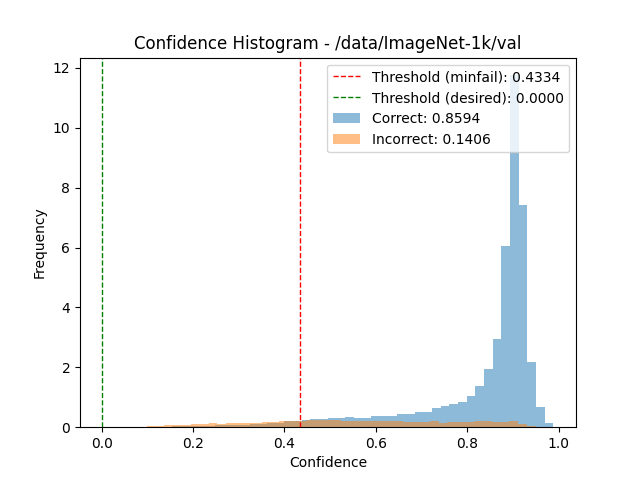 Confidence Histogram - /data/ImageNet-1k/val
Threshold (minfail): 0.4334
Threshold (desired): 0.0000
Correct: 0.8594
Incorrect: 0.1406
Frequency
12
10
8
6
4
2
0
0.0 0.2 0.4 0.6 0.8 1.0
Confidence